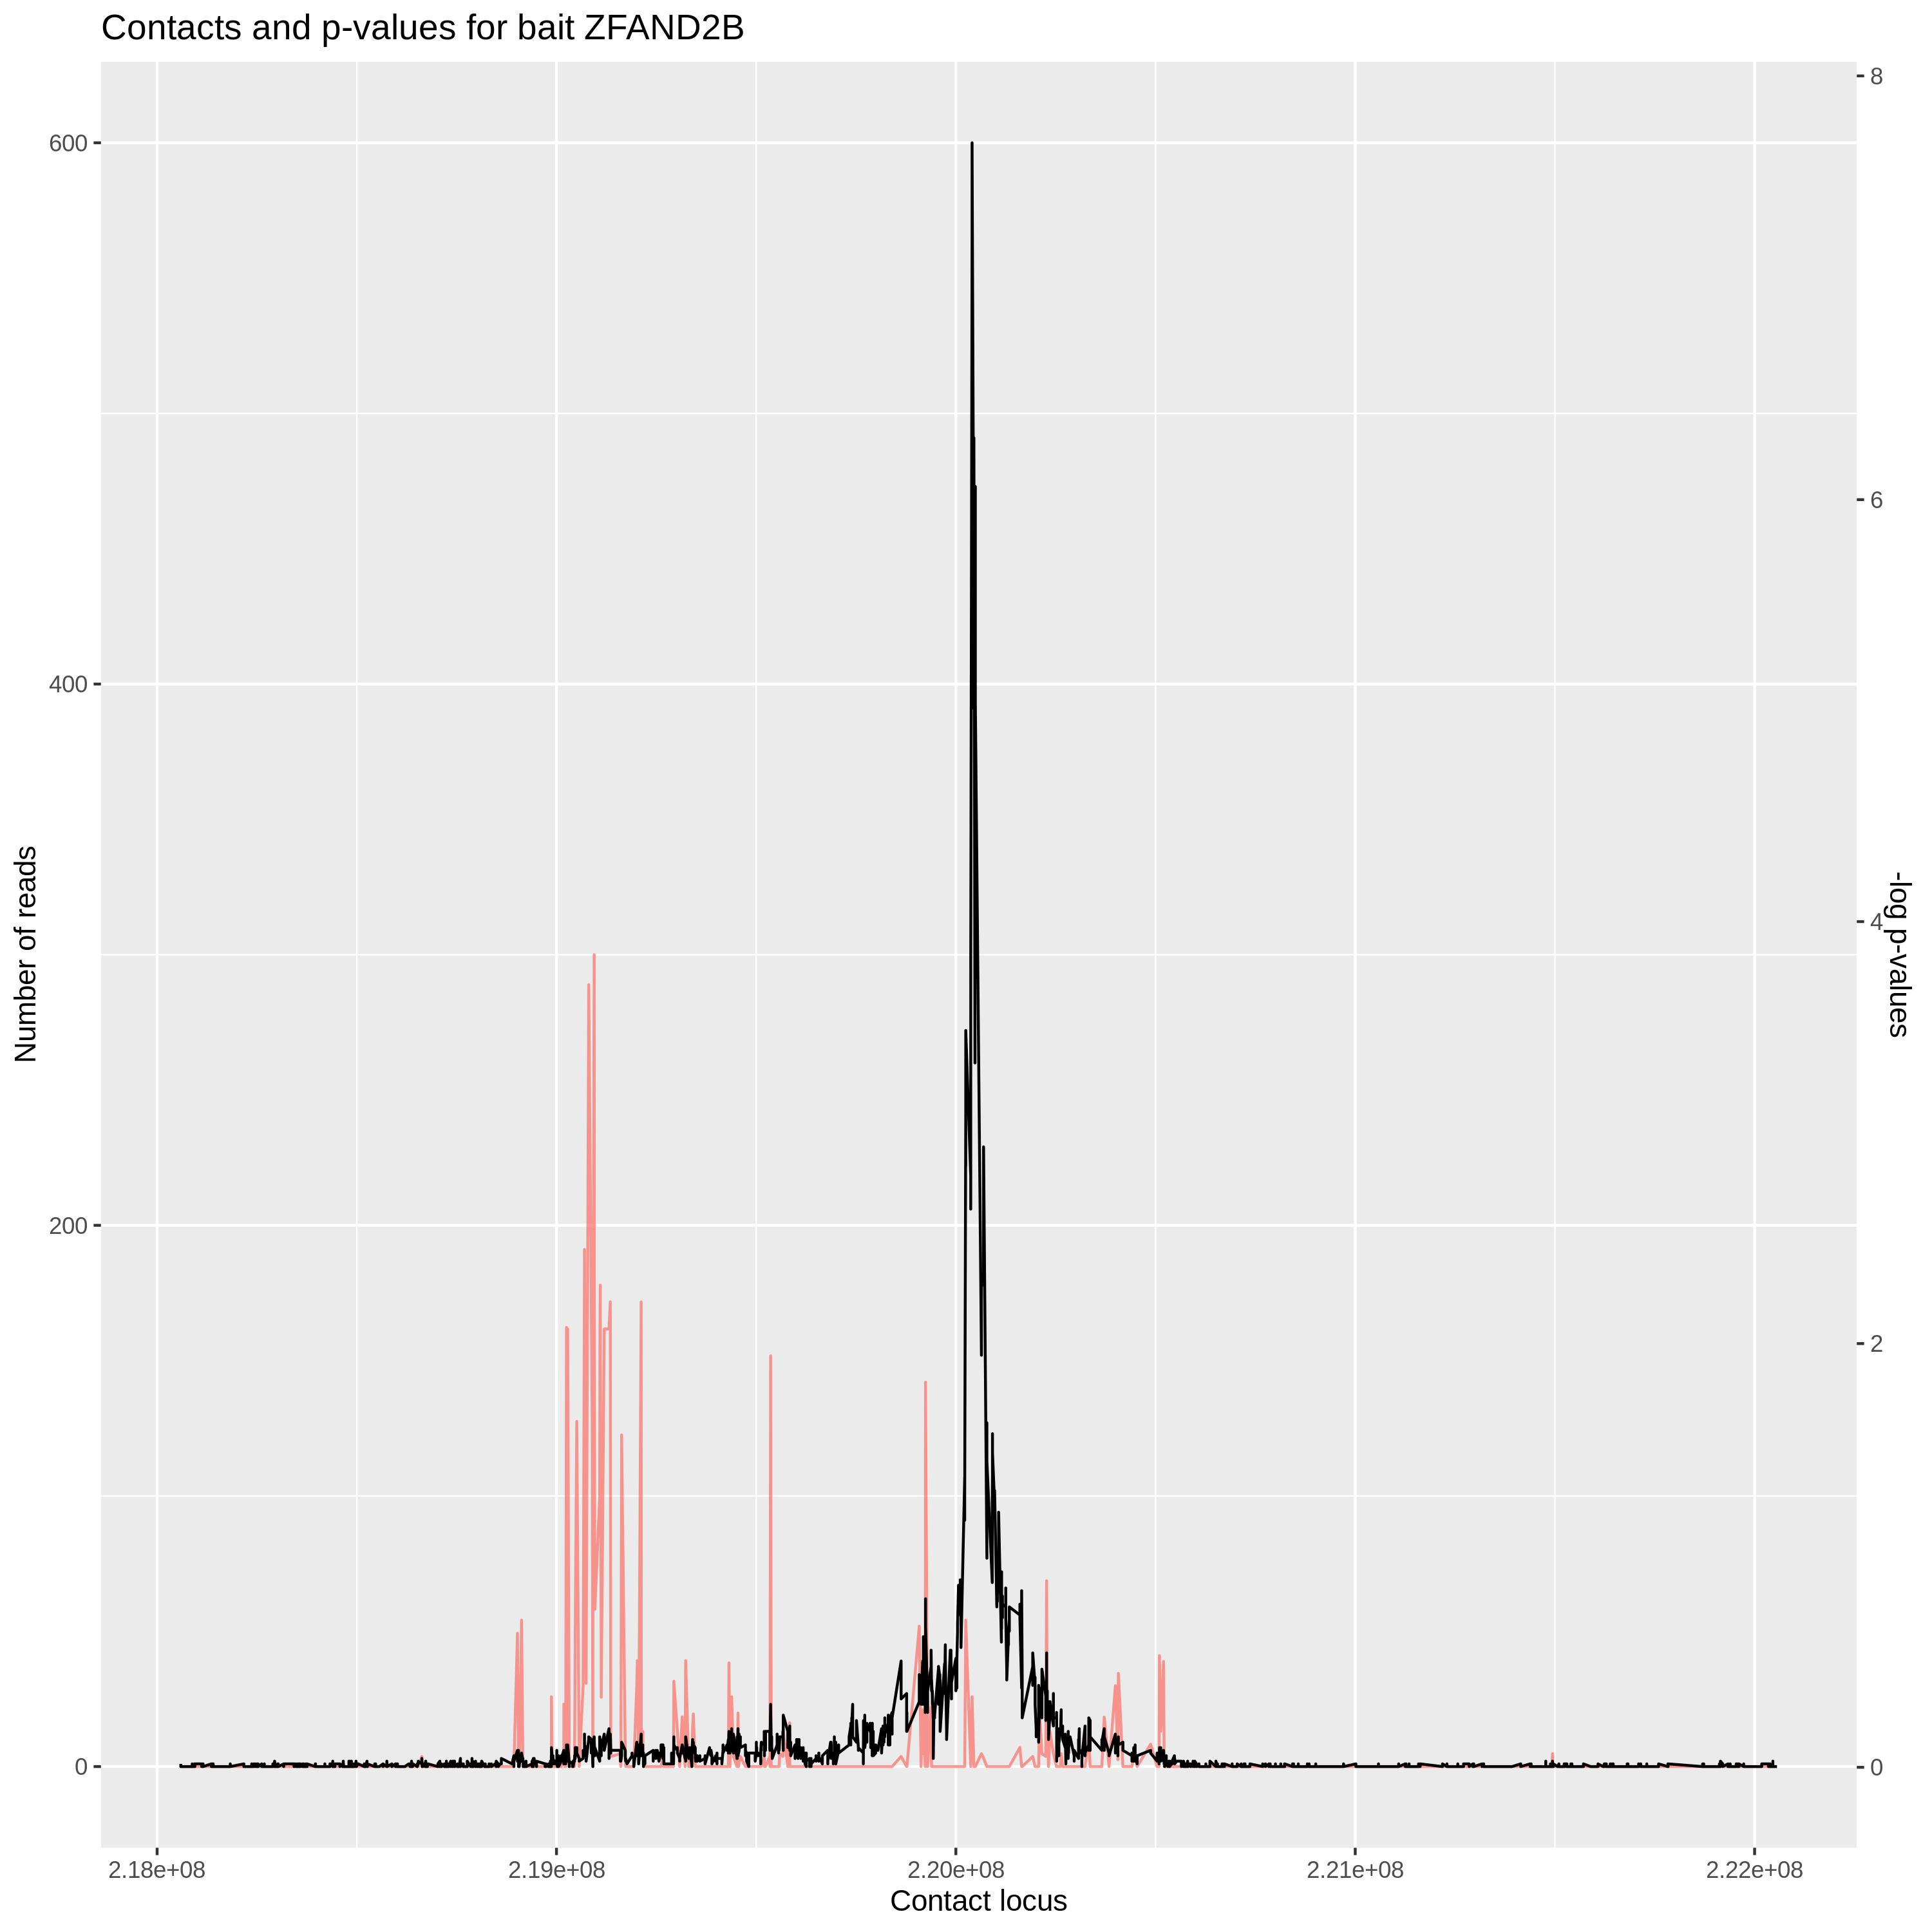 Contacts and p-values for bait ZFAND2B
600
400
200
0
Number of reads
8
6
4
2
0
-log p-values
2.18e+08
2.19e+08
2.20e+08
2.21e+08
2.22e+08
Contact locus